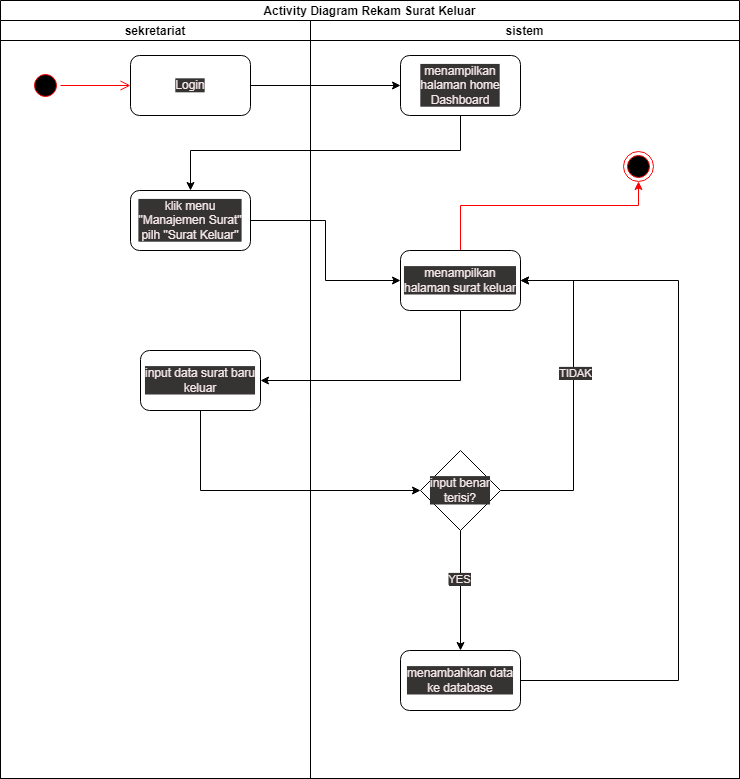 Activity Diagram Rekam Surat Keluar
sekretariat
sistem
Login
menampilkan
halaman home
Dashboard
klik menu
"Manajemen Surat"
pilh "Surat Keluar"
menampilkan
halaman surat keluar
input data surat baru
keluar
TIDAK
input benar
terisi?
YES
menambahkan data
ke database